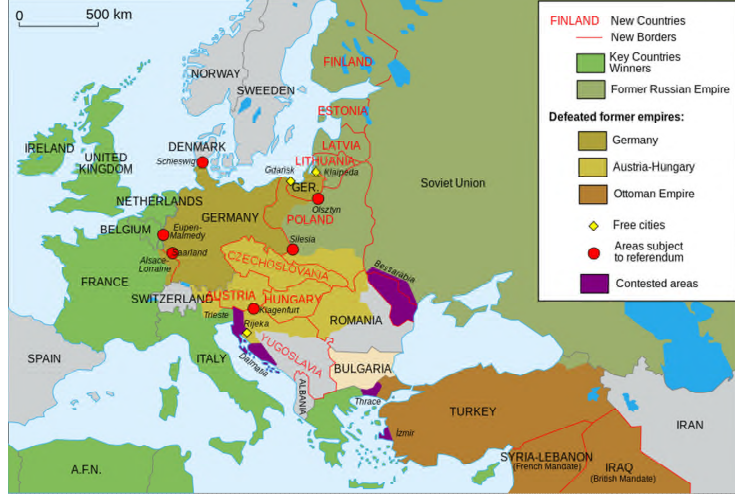 0 500 km
FINLAND New Countries
New Borders
Key Countries
Winners
Former Russian Empire
Defeated former empires:
Germany
Austria-Hungary
Ottoman Empire
Free cities
Areas subject
to referendum
Contested areas
NORWAY
SWEEDEN
FINLAND
ESTONIA
LATVIA
LITHUANIA
Klaipėda
IRELAND
UNITED
KINGDOM
DENMARK
Schieswig
Gdańsk
GER.
Olsztyn
Soviet Union
NETHERLANDS
GERMANY
POLAND
BELGIUM
Eupen-
Malmedy
Silesia
Saarland
Alsace-
Lorraine
CZECHOSLOVANIA
Bessarabia
FRANCE
SWITZERLAND
AUSTRIA
HUNGARY
Klagenfurt
Trieste
Rijeka
ROMANIA
YUGOSLAVIA
Dalmatia
SPAIN
ITALY
BULGARIA
ALBANIA
Thrace
TURKEY
İzmir
IRAN
SYRIA-LEBANON
(French Mandate)
IRAQ
(British Mandate)
A.F.N.